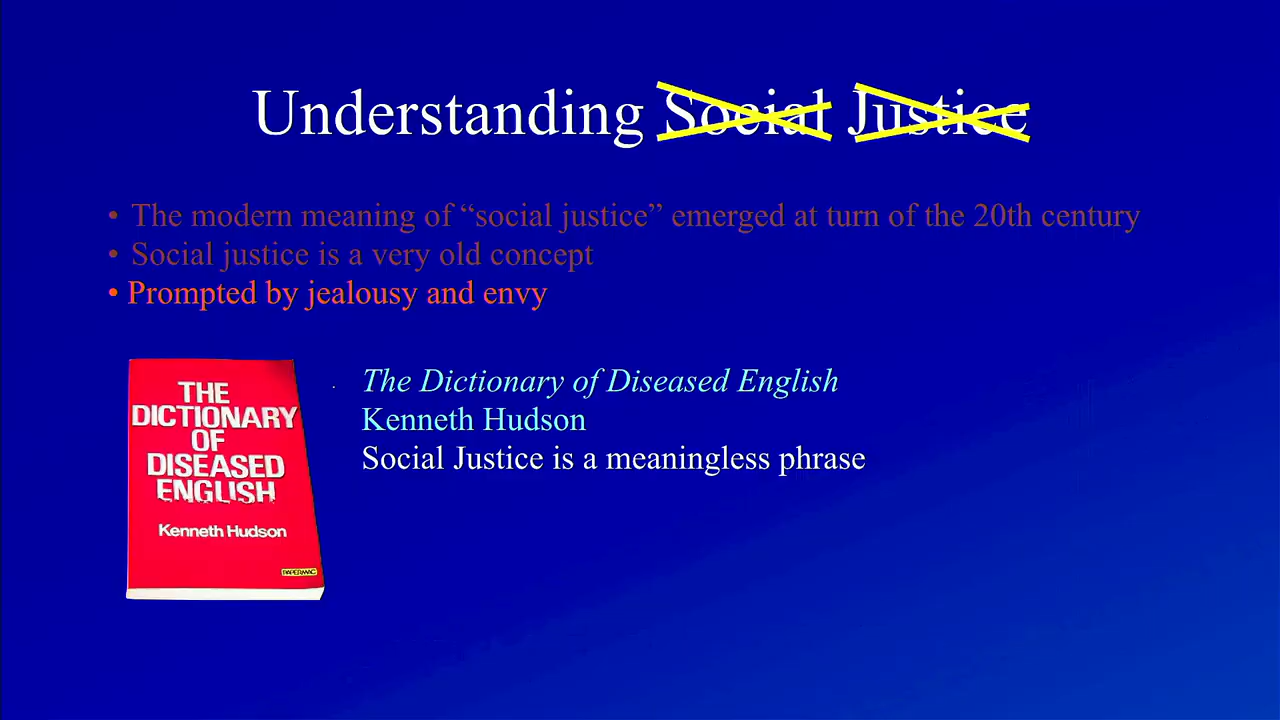 Understanding Social Justice
• The modern meaning of “social justice” emerged at turn of the 20th century
• Social justice is a very old concept
• Prompted by jealousy and envy
THE
DICTIONARY
OF
DISEASED
ENGLISH
Kenneth Hudson
PAPERMAC
The Dictionary of Diseased English
Kenneth Hudson
Social Justice is a meaningless phrase